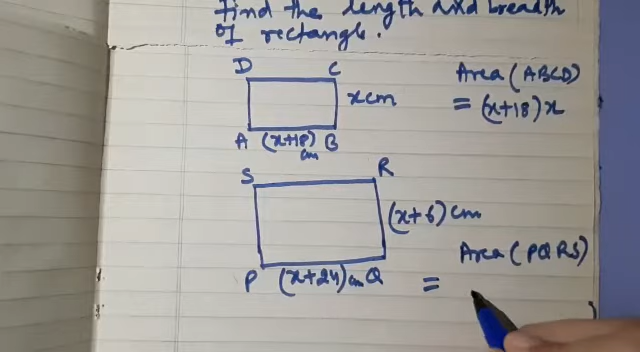 find the length and breadth
of rectangle.
D C
x cm
Area (ABCD)
= (x+18)x
A (x+18) cm B
S R
(x+6) cm
Area (PQRS)
P (x+24) cm Q
=